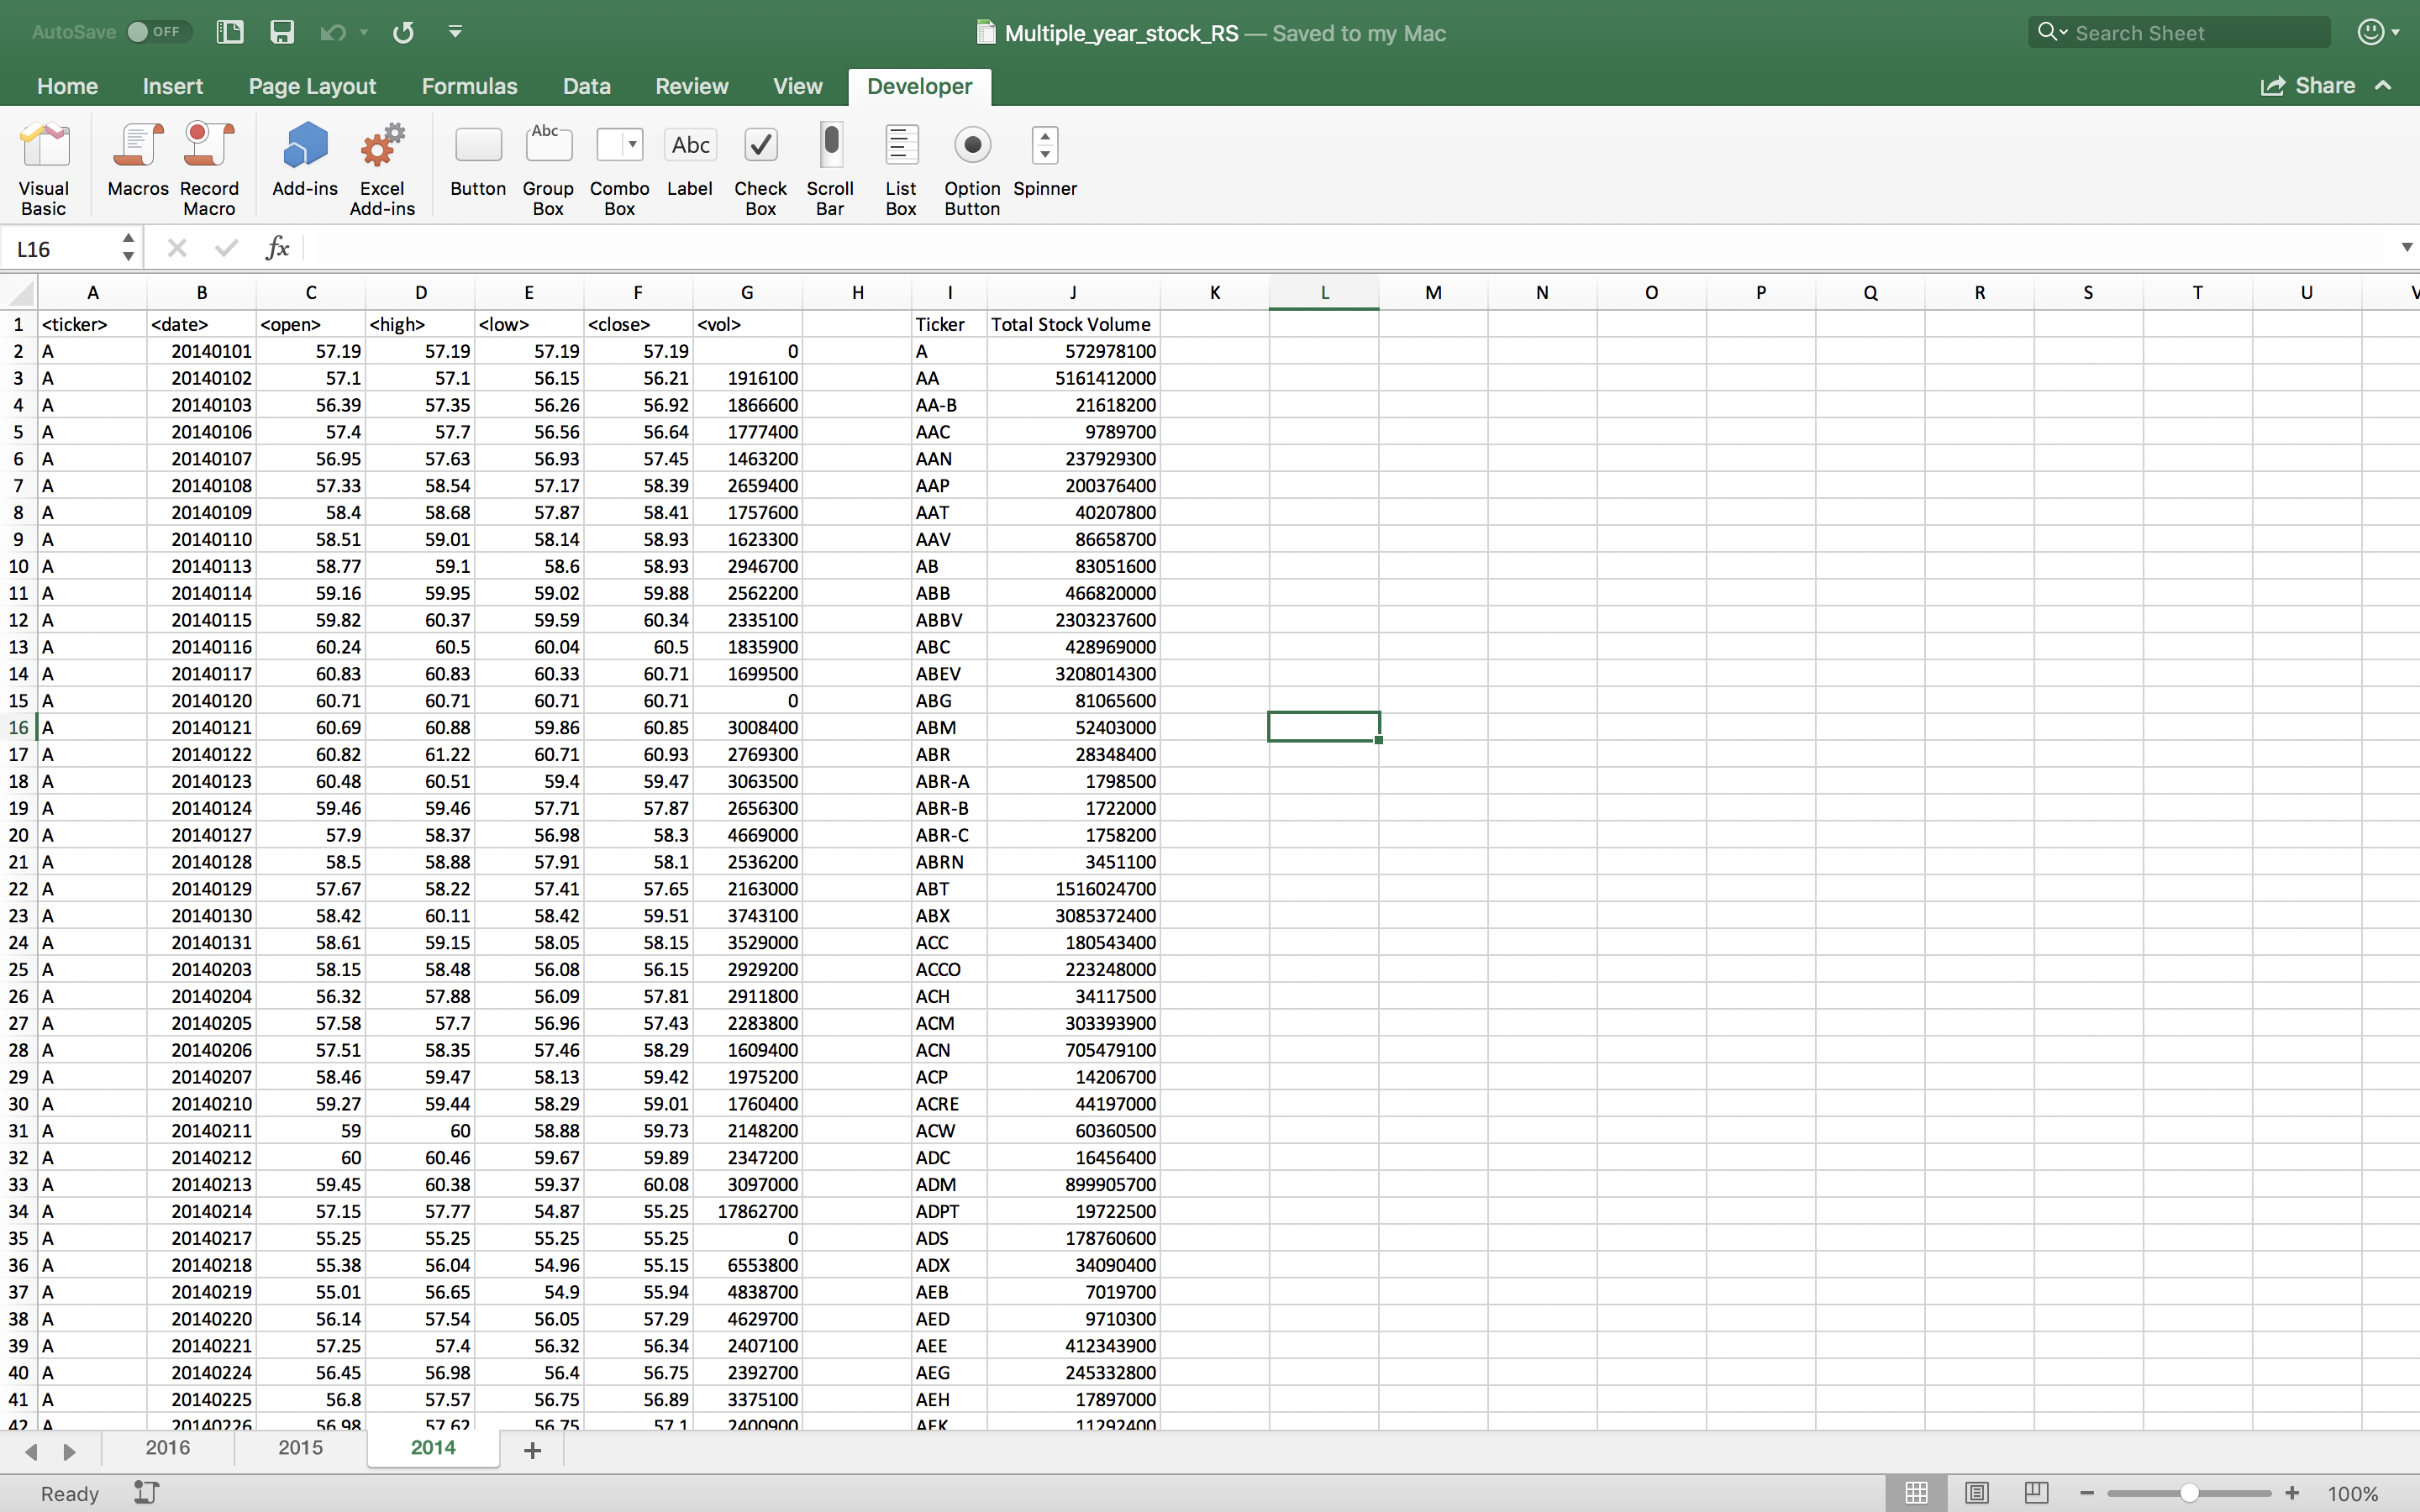 AutoSave OFF Multiple_year_stock_RS — Saved to my Mac Search Sheet
Home Insert Page Layout Formulas Data Review View Developer Share
Visual Basic Macros Record Macro Add-ins Excel Add-ins Button Group Box Combo Box Label Check Box Scroll Bar List Box Option Button Spinner
Abc Abc
L16 fx
A B C D E F G H I J K L M N O P Q R S T U V
1 <ticker> <date> <open> <high> <low> <close> <vol> Ticker Total Stock Volume
2 A 20140101 57.19 57.19 57.19 57.19 0 A 572978100
3 A 20140102 57.1 57.1 56.15 56.21 1916100 AA 5161412000
4 A 20140103 56.39 57.35 56.26 56.92 1866600 AA-B 21618200
5 A 20140106 57.4 57.7 56.56 56.64 1777400 AAC 9789700
6 A 20140107 56.95 57.63 56.93 57.45 1463200 AAN 237929300
7 A 20140108 57.33 58.54 57.17 58.39 2659400 AAP 200376400
8 A 20140109 58.4 58.68 57.87 58.41 1757600 AAT 40207800
9 A 20140110 58.51 59.01 58.14 58.93 1623300 AAV 86658700
10 A 20140113 58.77 59.1 58.6 58.93 2946700 AB 83051600
11 A 20140114 59.16 59.95 59.02 59.88 2562200 ABB 466820000
12 A 20140115 59.82 60.37 59.59 60.34 2335100 ABBV 2303237600
13 A 20140116 60.24 60.5 60.04 60.5 1835900 ABC 428969000
14 A 20140117 60.83 60.83 60.33 60.71 1699500 ABEV 3208014300
15 A 20140120 60.71 60.71 60.71 60.71 0 ABG 81065600
16 A 20140121 60.69 60.88 59.86 60.85 3008400 ABM 52403000
17 A 20140122 60.82 61.22 60.71 60.93 2769300 ABR 28348400
18 A 20140123 60.48 60.51 59.4 59.47 3063500 ABR-A 1798500
19 A 20140124 59.46 59.46 57.71 57.87 2656300 ABR-B 1722000
20 A 20140127 57.9 58.37 56.98 58.3 4669000 ABR-C 1758200
21 A 20140128 58.5 58.88 57.91 58.1 2536200 ABRN 3451100
22 A 20140129 57.67 58.22 57.41 57.65 2163000 ABT 1516024700
23 A 20140130 58.42 60.11 58.42 59.51 3743100 ABX 3085372400
24 A 20140131 58.61 59.15 58.05 58.15 3529000 ACC 180543400
25 A 20140203 58.15 58.48 56.08 56.15 2929200 ACCO 223248000
26 A 20140204 56.32 57.88 56.09 57.81 2911800 ACH 34117500
27 A 20140205 57.58 57.7 56.96 57.43 2283800 ACM 303393900
28 A 20140206 57.51 58.35 57.46 58.29 1609400 ACN 705479100
29 A 20140207 58.46 59.47 58.13 59.42 1975200 ACP 14206700
30 A 20140210 59.27 59.44 58.29 59.01 1760400 ACRE 44197000
31 A 20140211 59 60 58.88 59.73 2148200 ACW 60360500
32 A 20140212 60 60.46 59.67 59.89 2347200 ADC 16456400
33 A 20140213 59.45 60.38 59.37 60.08 3097000 ADM 899905700
34 A 20140214 57.15 57.77 54.87 55.25 17862700 ADPT 19722500
35 A 20140217 55.25 55.25 55.25 55.25 0 ADS 178760600
36 A 20140218 55.38 56.04 54.96 55.15 6553800 ADX 34090400
37 A 20140219 55.01 56.65 54.9 55.94 4838700 AEB 7019700
38 A 20140220 56.14 57.54 56.05 57.29 4629700 AED 9710300
39 A 20140221 57.25 57.4 56.32 56.34 2407100 AEE 412343900
40 A 20140224 56.45 56.98 56.4 56.75 2392700 AEG 245332800
41 A 20140225 56.8 57.57 56.75 56.89 3375100 AEH 17897000
42 A 20140226 56.98 57.62 56.75 57.1 2400900 AEK 11292400
2016 2015 2014
Ready 100%